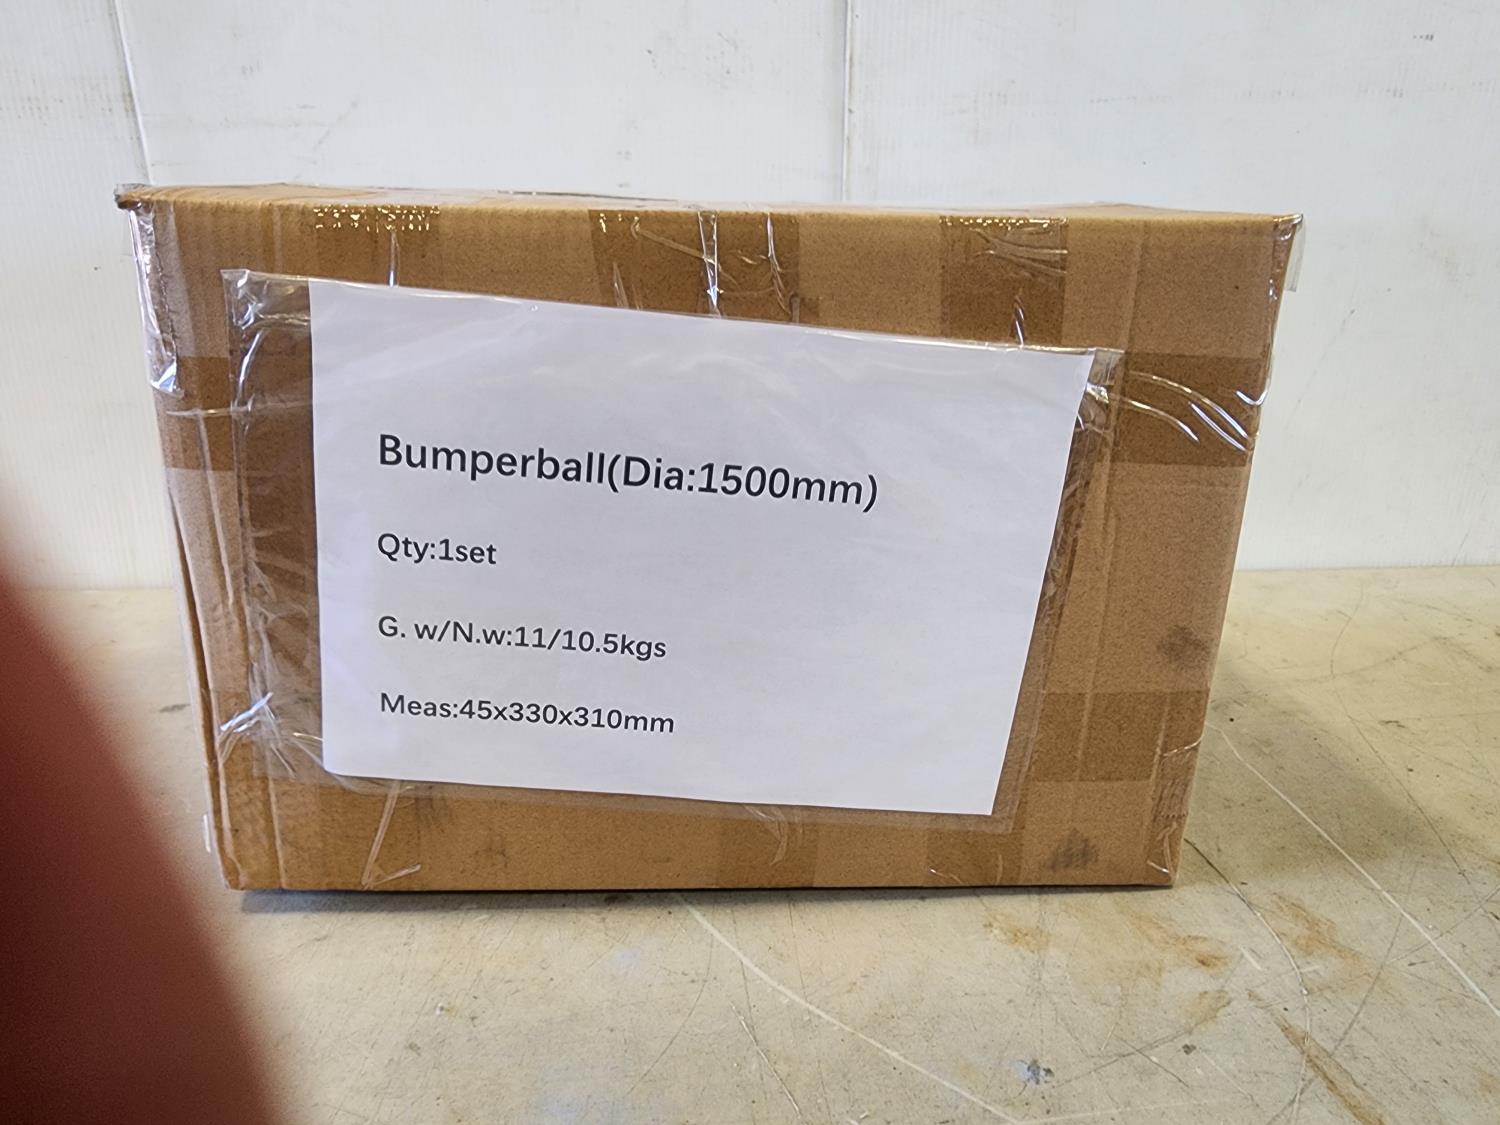 Bumperball(Dia:1500mm)
Qty:1set
G. w/N.w:11/10.5kgs
Meas:45x330x310mm